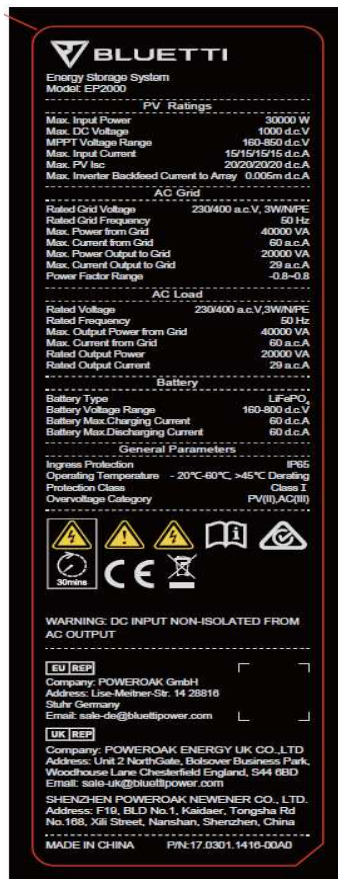 BLUETTI
Energy Storage System
Model: EP2000
PV Ratings
Max. Input Power 30000 W
Max. DC Voltage 1000 d.c.V
MPPT Voltage Range 160-850 d.c.V
Max. Input Current 15/15/15/15 d.c.A
Max. PV Isc 20/20/20/20 d.c.A
Max. Inverter Backfeed Current to Array 0.005m d.c.A
AC Grid
Rated Grid Voltage 230/400 a.c.V, 3W/N/PE
Rated Grid Frequency 50 Hz
Max. Power from Grid 40000 VA
Max. Current from Grid 60 a.c.A
Max. Power Output to Grid 20000 VA
Max. Current Output to Grid 29 a.c.A
Power Factor Range -0.8~0.8
AC Load
Rated Voltage 230/400 a.c.V,3W/N/PE
Rated Frequency 50 Hz
Max. Output Power from Grid 40000 VA
Max. Current from Grid 60 a.c.A
Rated Output Power 20000 VA
Rated Output Current 29 a.c.A
Battery
Battery Type LiFePO₄
Battery Voltage Range 160-800 d.c.V
Battery Max.Charging Current 60 d.c.A
Battery Max.Discharging Current 60 d.c.A
General Parameters
Ingress Protection IP65
Operating Temperature - 20℃-60℃, >45℃ Derating
Protection Class Class I
Overvoltage Category PV(II),AC(III)
30mins
CE
WARNING: DC INPUT NON-ISOLATED FROM
AC OUTPUT
EU REP
Company: POWEROAK GmbH
Address: Lise-Meitner-Str. 14 28816
Stuhr Germany
Email: sale-de@bluettipower.com
UK REP
Company: POWEROAK ENERGY UK CO.,LTD
Address: Unit 2 NorthGate, Bolsover Business Park,
Woodhouse Lane Chesterfield England, S44 6BD
Email: sale-uk@bluettipower.com
SHENZHEN POWEROAK NEWENER CO., LTD.
Address: F19, BLD No.1, Kaidaer, Tongsha Rd
No.168, Xili Street, Nanshan, Shenzhen, China
MADE IN CHINA P/N:17.0301.1416-00A0